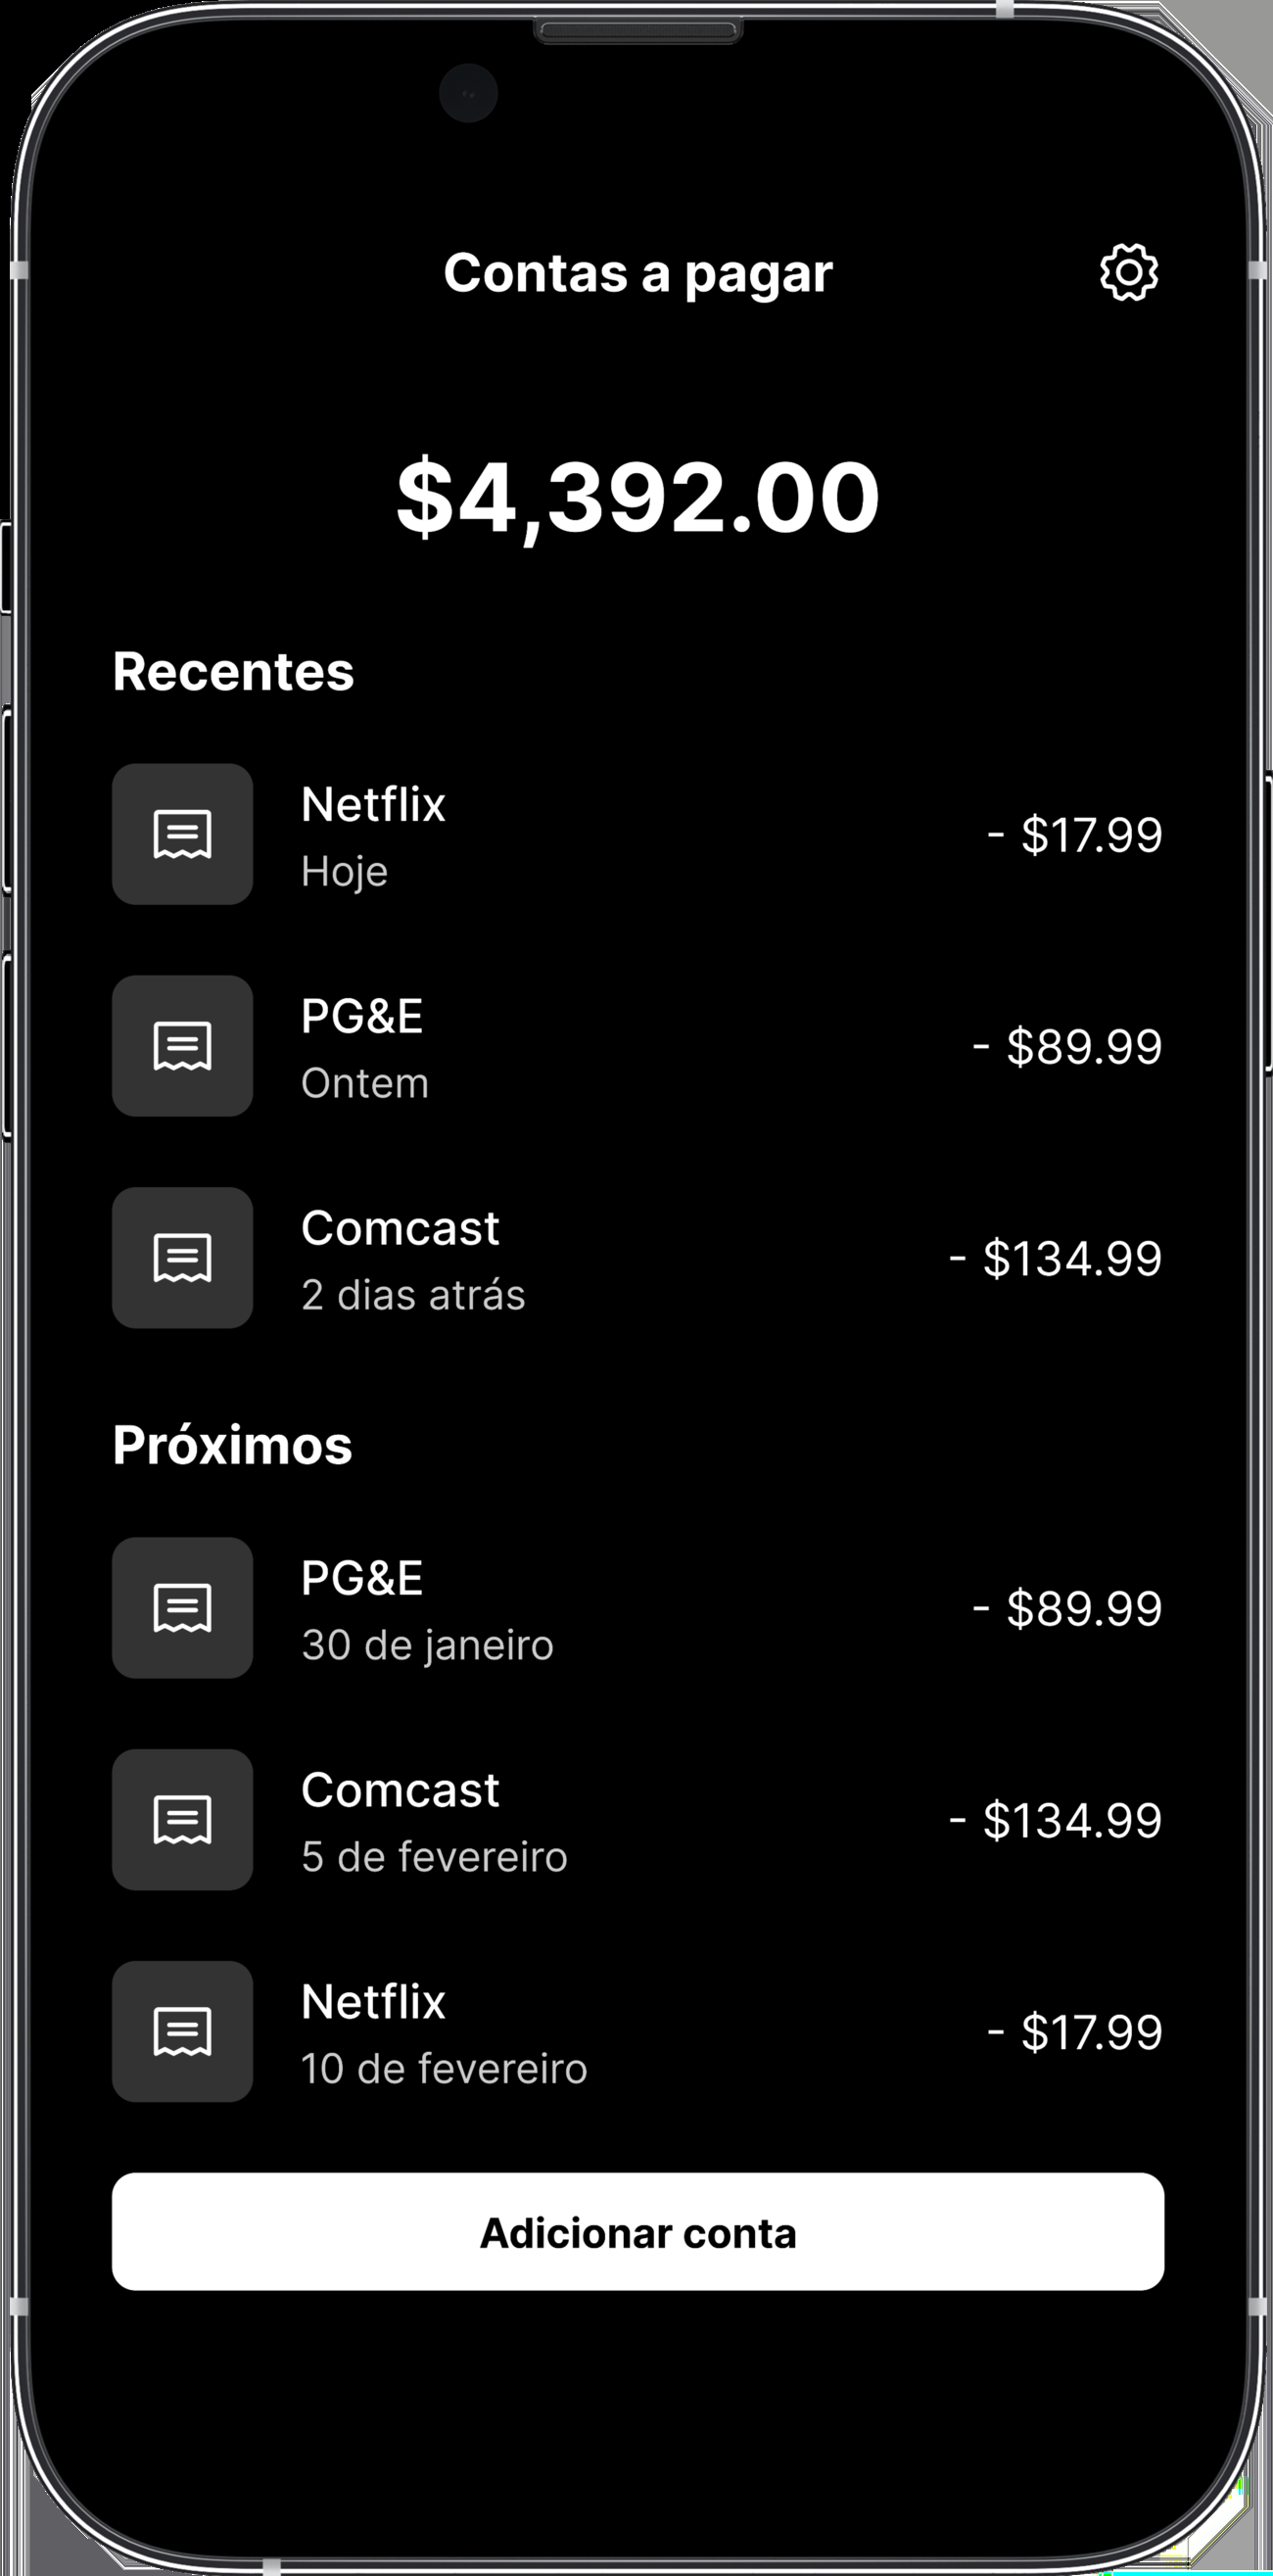 Contas a pagar
$4,392.00
Recentes
Netflix
Hoje
- $17.99
PG&E
Ontem
- $89.99
Comcast
2 dias atrás
- $134.99
Próximos
PG&E
30 de janeiro
- $89.99
Comcast
5 de fevereiro
- $134.99
Netflix
10 de fevereiro
- $17.99
Adicionar conta